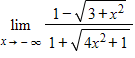 lim x→ -∞ (1-√(3+x²))/(1+√(4x²+1))